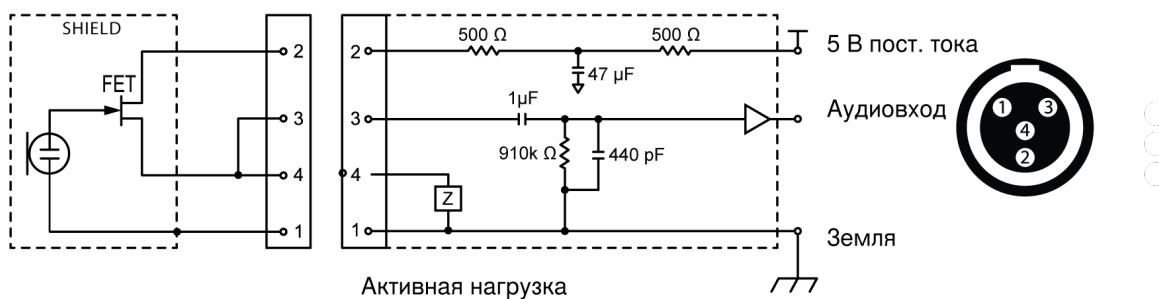 SHIELD
FET
2
3
4
1
2
3
4
1
500 Ω
500 Ω
47 µF
1µF
910k Ω
440 pF
Z
5 В пост. тока
Аудиовход
Земля
Активная нагрузка
1
3
4
2